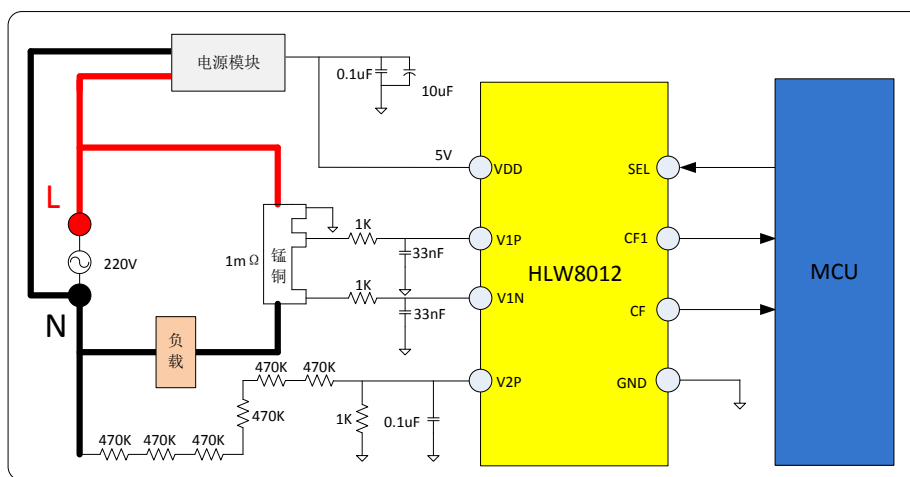 电源模块
0.1uF
10uF
5V
VDD
SEL
L
220V
N
1mΩ
锰铜
1K
33nF
V1P
1K
33nF
V1N
HLW8012
CF1
CF
MCU
负载
470K
470K
470K
470K
470K
470K
1K
0.1uF
V2P
GND